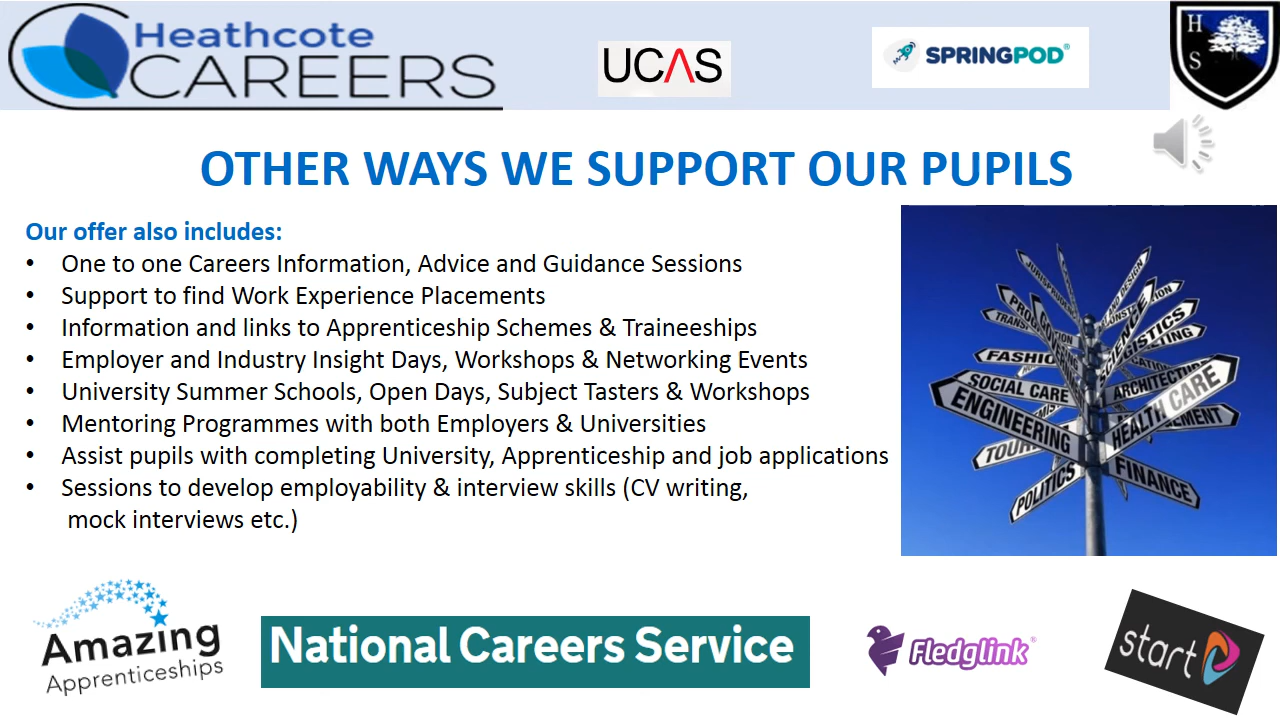 Heathcote
CAREERS
UCAS
SPRINGPOD®
H
S
OTHER WAYS WE SUPPORT OUR PUPILS
Our offer also includes:
• One to one Careers Information, Advice and Guidance Sessions
• Support to find Work Experience Placements
• Information and links to Apprenticeship Schemes & Traineeships
• Employer and Industry Insight Days, Workshops & Networking Events
• University Summer Schools, Open Days, Subject Tasters & Workshops
• Mentoring Programmes with both Employers & Universities
• Assist pupils with completing University, Apprenticeship and job applications
• Sessions to develop employability & interview skills (CV writing,
mock interviews etc.)
FASHIO
SOCIAL CARE
ENGINEERING
TOUR
POLITICS
SCIENCE
ARCHITECTUR
HEALTH CARE
FINANCE
Amazing
Apprenticeships
National Careers Service
Fledglink®
start